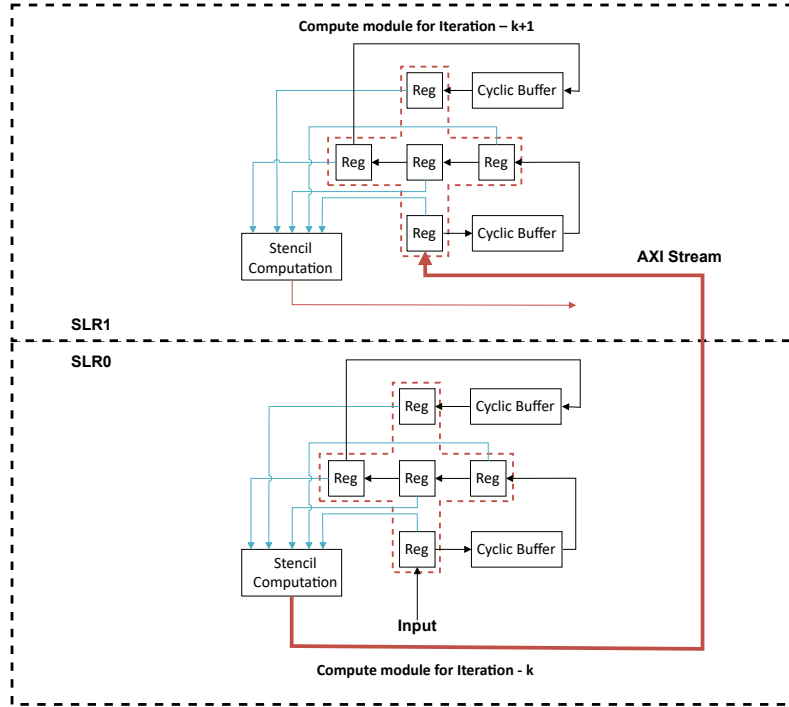 Compute module for Iteration – k+1
Reg
Cyclic Buffer
Reg
Reg
Reg
Reg
Cyclic Buffer
Stencil
Computation
AXI Stream
SLR1
SLR0
Reg
Cyclic Buffer
Reg
Reg
Reg
Reg
Cyclic Buffer
Stencil
Computation
Input
Compute module for Iteration - k